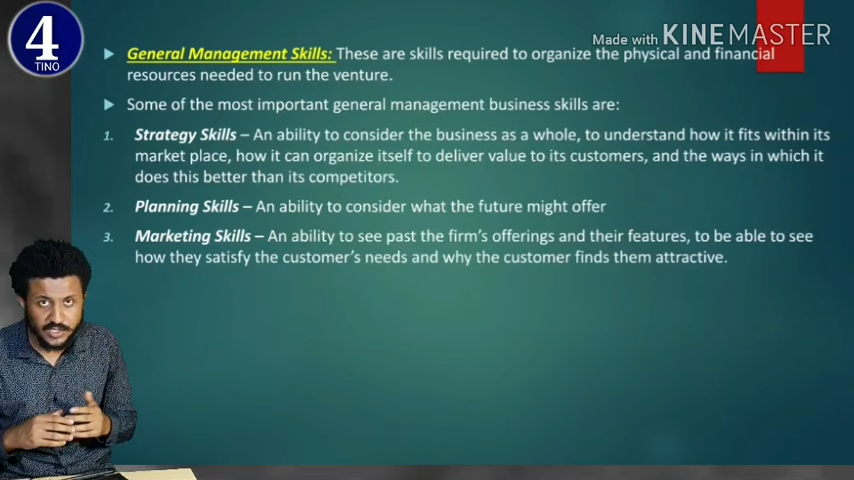 4
TINO
Made with KINEMASTER
General Management Skills: These are skills required to organize the physical and financial
resources needed to run the venture.
Some of the most important general management business skills are:
1. Strategy Skills – An ability to consider the business as a whole, to understand how it fits within its
market place, how it can organize itself to deliver value to its customers, and the ways in which it
does this better than its competitors.
2. Planning Skills – An ability to consider what the future might offer
3. Marketing Skills – An ability to see past the firm's offerings and their features, to be able to see
how they satisfy the customer's needs and why the customer finds them attractive.